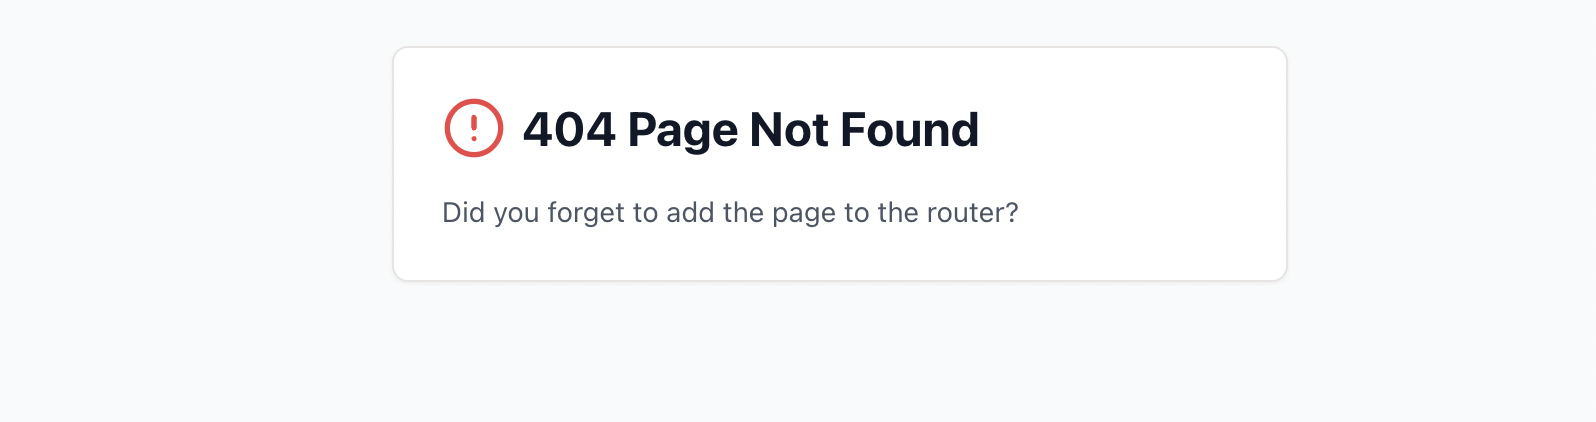 404 Page Not Found
Did you forget to add the page to the router?